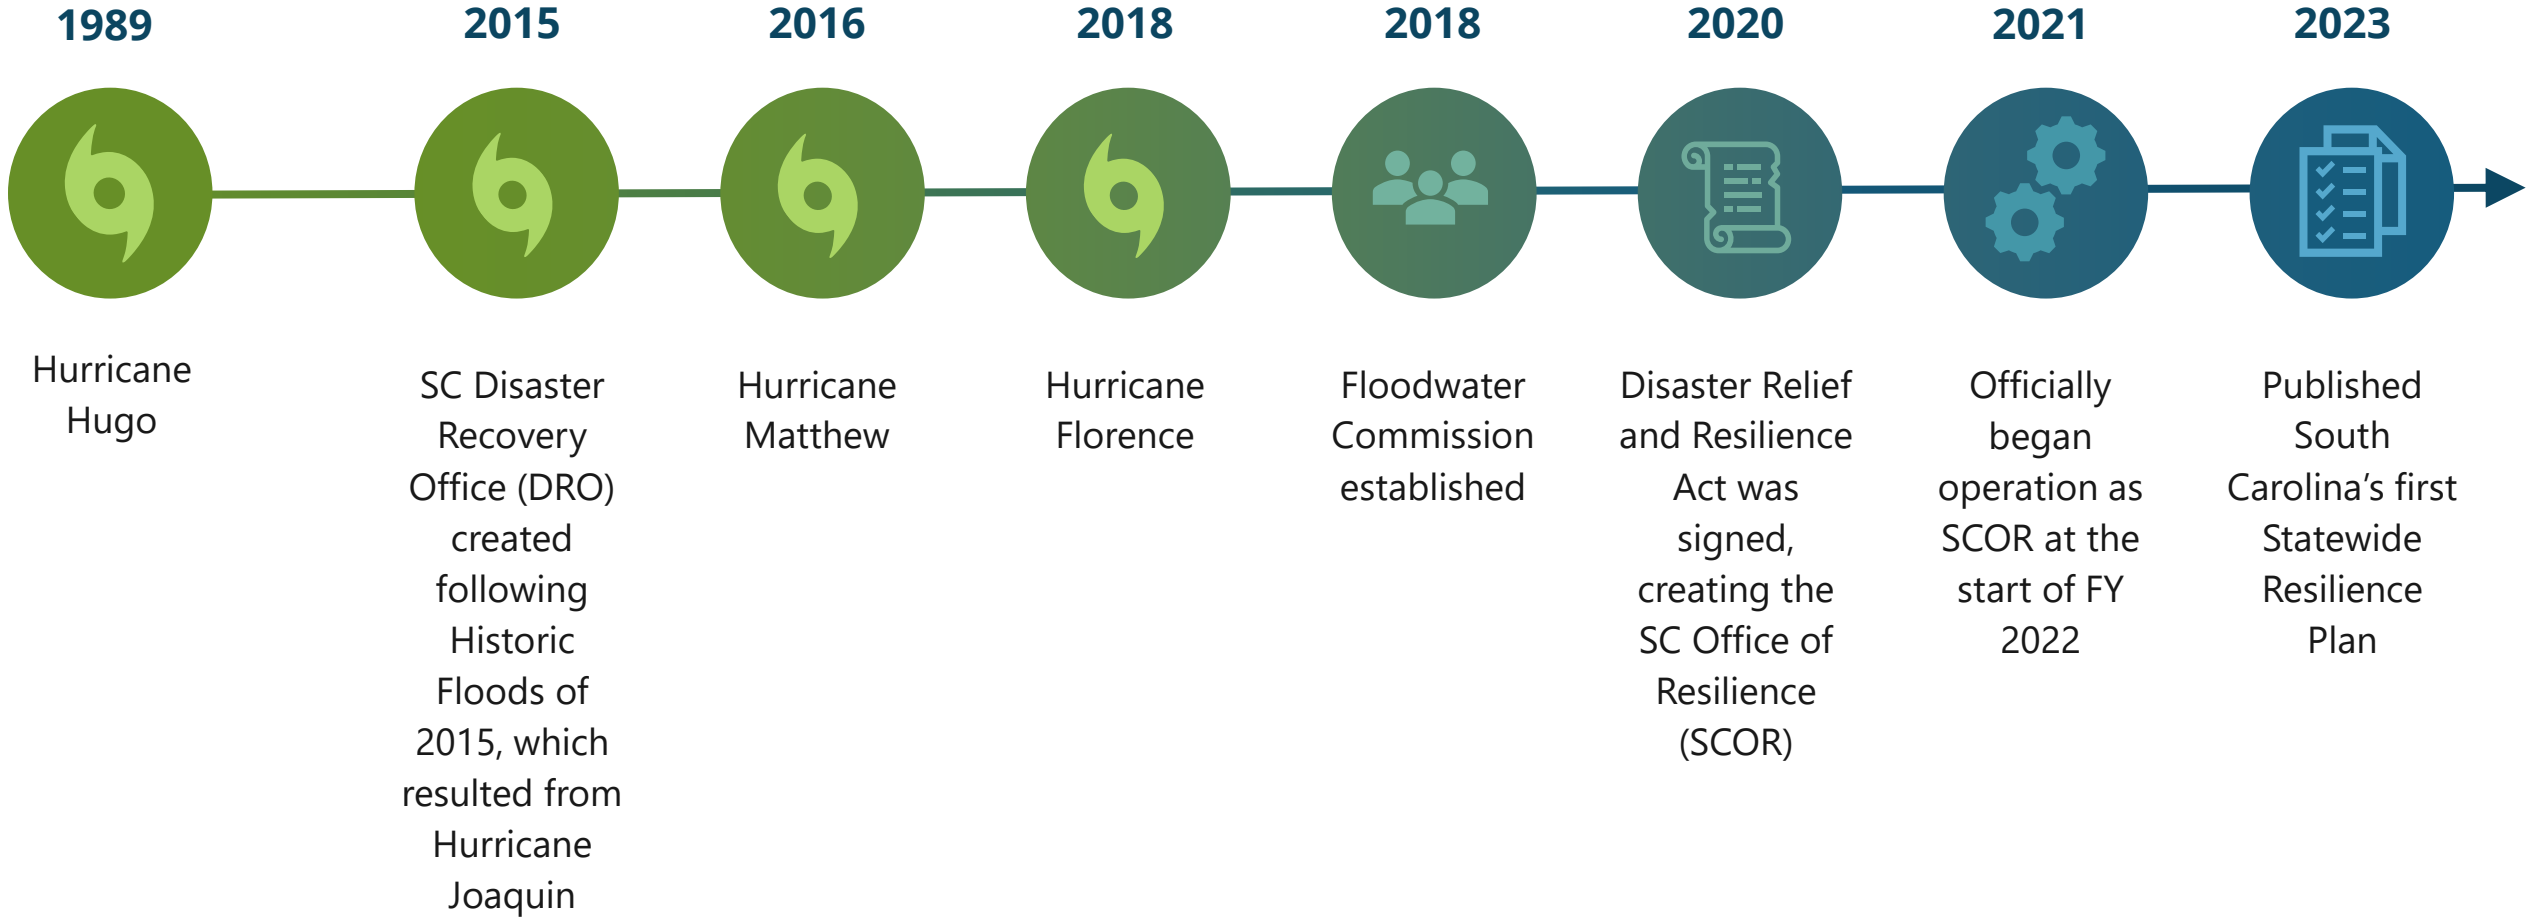 1989
Hurricane
Hugo
2015
SC Disaster
Recovery
Office (DRO)
created
following
Historic
Floods of
2015, which
resulted from
Hurricane
Joaquin
2016
Hurricane
Matthew
2018
Hurricane
Florence
2018
Floodwater
Commission
established
2020
Disaster Relief
and Resilience
Act was
signed,
creating the
SC Office of
Resilience
(SCOR)
2021
Officially
began
operation as
SCOR at the
start of FY
2022
2023
Published
South
Carolina’s first
Statewide
Resilience
Plan